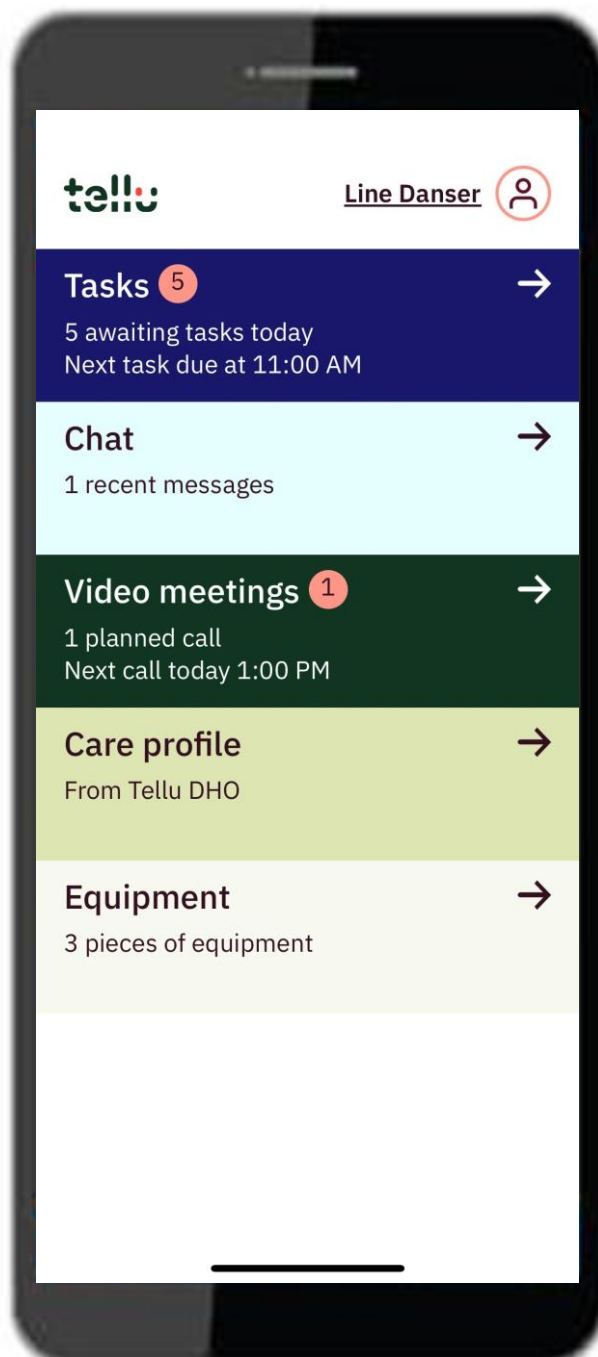 tellu
Line Danser
Tasks 5
5 awaiting tasks today
Next task due at 11:00 AM
Chat
1 recent messages
Video meetings 1
1 planned call
Next call today 1:00 PM
Care profile
From Tellu DHO
Equipment
3 pieces of equipment